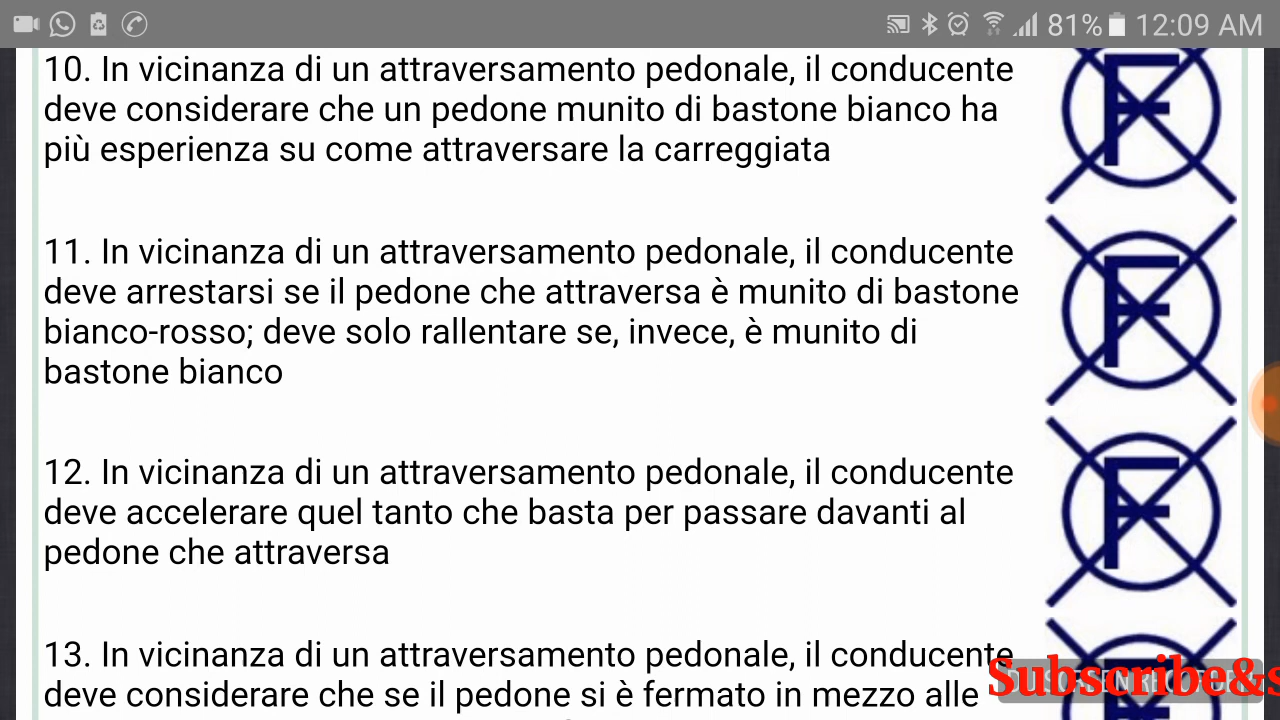 81% 12:09 AM
10. In vicinanza di un attraversamento pedonale, il conducente
deve considerare che un pedone munito di bastone bianco ha
più esperienza su come attraversare la carreggiata
F
11. In vicinanza di un attraversamento pedonale, il conducente
deve arrestarsi se il pedone che attraversa è munito di bastone
bianco-rosso; deve solo rallentare se, invece, è munito di
bastone bianco
F
12. In vicinanza di un attraversamento pedonale, il conducente
deve accelerare quel tanto che basta per passare davanti al
pedone che attraversa
F
13. In vicinanza di un attraversamento pedonale, il conducente
deve considerare che se il pedone si è fermato in mezzo alle
Subscribe&s